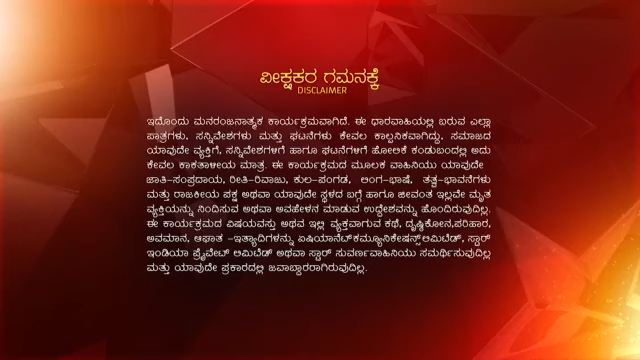 ವೀಕ್ಷಕರ ಗಮನಕ್ಕೆ
DISCLAIMER
ಇದೊಂದು ಮನರಂಜನಾತ್ಮಕ ಕಾರ್ಯಕ್ರಮವಾಗಿದೆ. ಈ ಧಾರವಾಹಿಯಲ್ಲಿ ಬರುವ ಎಲ್ಲಾ
ಪಾತ್ರಗಳು, ಸನ್ನಿವೇಶಗಳು ಮತ್ತು ಘಟನೆಗಳು ಕೇವಲ ಕಾಲ್ಪನಿಕವಾಗಿದ್ದು, ಸಮಾಜದ
ಯಾವುದೇ ವ್ಯಕ್ತಿಗೆ, ಸನ್ನಿವೇಶಗಳಿಗೆ ಹಾಗೂ ಘಟನೆಗಳಿಗೆ ಹೋಲಿಕೆ ಕಂಡುಬಂದಲ್ಲಿ ಅದು
ಕೇವಲ ಕಾಕತಾಳೀಯ ಮಾತ್ರ. ಈ ಕಾರ್ಯಕ್ರಮದ ಮೂಲಕ ವಾಹಿನಿಯು ಯಾವುದೇ
ಜಾತಿ-ಸಂಪ್ರದಾಯ, ರೀತಿ-ರಿವಾಜು, ಕುಲ-ಪಂಗಡ, ಲಿಂಗ-ಭಾಷೆ, ತತ್ವ-ಭಾವನೆಗಳು
ಮತ್ತು ರಾಜಕೀಯ ಪಕ್ಷ ಅಥವಾ ಯಾವುದೇ ಸ್ಥಳದ ಬಗ್ಗೆ ಹಾಗೂ ಜೀವಂತ ಇಲ್ಲವೇ ಮೃತ
ವ್ಯಕ್ತಿಯನ್ನು ನಿಂದಿಸುವ ಅಥವಾ ಅವಹೇಳನ ಮಾಡುವ ಉದ್ದೇಶವನ್ನು ಹೊಂದಿರುವುದಿಲ್ಲ.
ಈ ಕಾರ್ಯಕ್ರಮದ ವಿಷಯವಸ್ತು ಅಥವ ಇಲ್ಲಿ ವ್ಯಕ್ತವಾಗುವ ಕಥೆ, ದೃಷ್ಟಿಕೋನ,ಪರಿಹಾರ,
ಅವಮಾನ, ಆಘಾತ -ಇತ್ಯಾದಿಗಳನ್ನು ಏಷಿಯಾನೆಟ್ ಕಮ್ಯೂನಿಕೇಷನ್ಸ್ ಲಿಮಿಟೆಡ್, ಸ್ಟಾರ್
ಇಂಡಿಯಾ ಪ್ರೈವೇಟ್ ಲಿಮಿಟೆಡ್ ಅಥವಾ ಸ್ಟಾರ್ ಸುವರ್ಣವಾಹಿನಿಯು ಸಮರ್ಥಿಸುವುದಿಲ್ಲ
ಮತ್ತು ಯಾವುದೇ ಪ್ರಕಾರದಲ್ಲಿ ಜವಾಬ್ದಾರರಾಗಿರುವುದಿಲ್ಲ.